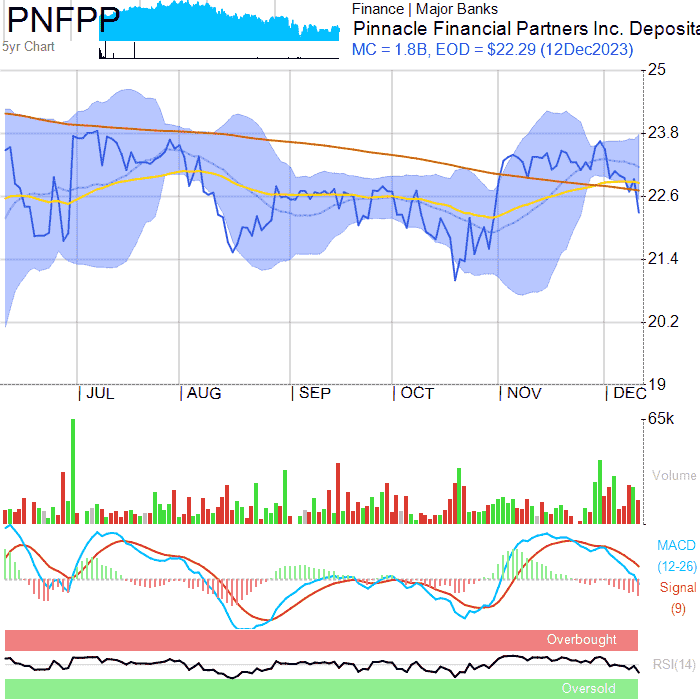 PNFPP
5yr Chart
Finance | Major Banks
Pinnacle Financial Partners Inc. Deposita
MC = 1.8B, EOD = $22.29 (12Dec2023)
25
23.8
22.6
21.4
20.2
19
JUL
AUG
SEP
OCT
NOV
DEC
65k
Volume
MACD
(12-26)
Signal
(9)
Overbought
RSI(14)
Oversold